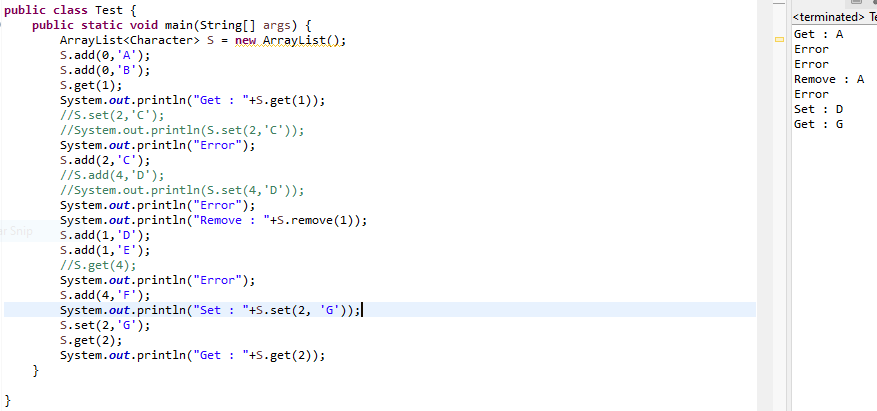 public class Test {
public static void main(String[] args) {
ArrayList<Character> S = new ArrayList();
S.add(0,'A');
S.add(0,'B');
S.get(1);
System.out.println("Get : "+S.get(1));
//S.set(2,'C');
//System.out.println(S.set(2,'C'));
System.out.println("Error");
S.add(2,'C');
//S.add(4,'D');
//System.out.println(S.set(4,'D'));
System.out.println("Error");
System.out.println("Remove : "+S.remove(1));
S.add(1,'D');
S.add(1,'E');
//S.get(4);
System.out.println("Error");
S.add(4,'F');
System.out.println("Set : "+S.set(2, 'G'));
S.set(2,'G');
S.get(2);
System.out.println("Get : "+S.get(2));
}
}
Snip
<terminated>
Get : A
Error
Error
Remove : A
Error
Set : D
Get : G